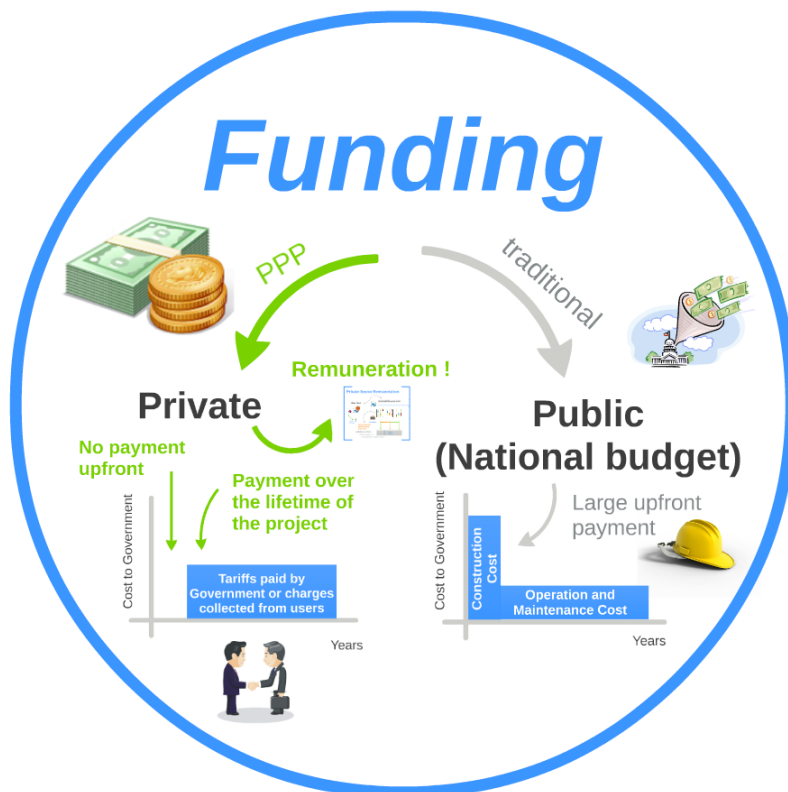 Funding
PPP
traditional
Remuneration !
Private
Public
(National budget)
No payment
upfront
Payment over
the lifetime of
the project
Cost to Government
Tariffs paid by
Government or charges
collected from users
Years
Large upfront
payment
Cost to Government
Construction
Cost
Operation and
Maintenance Cost
Years